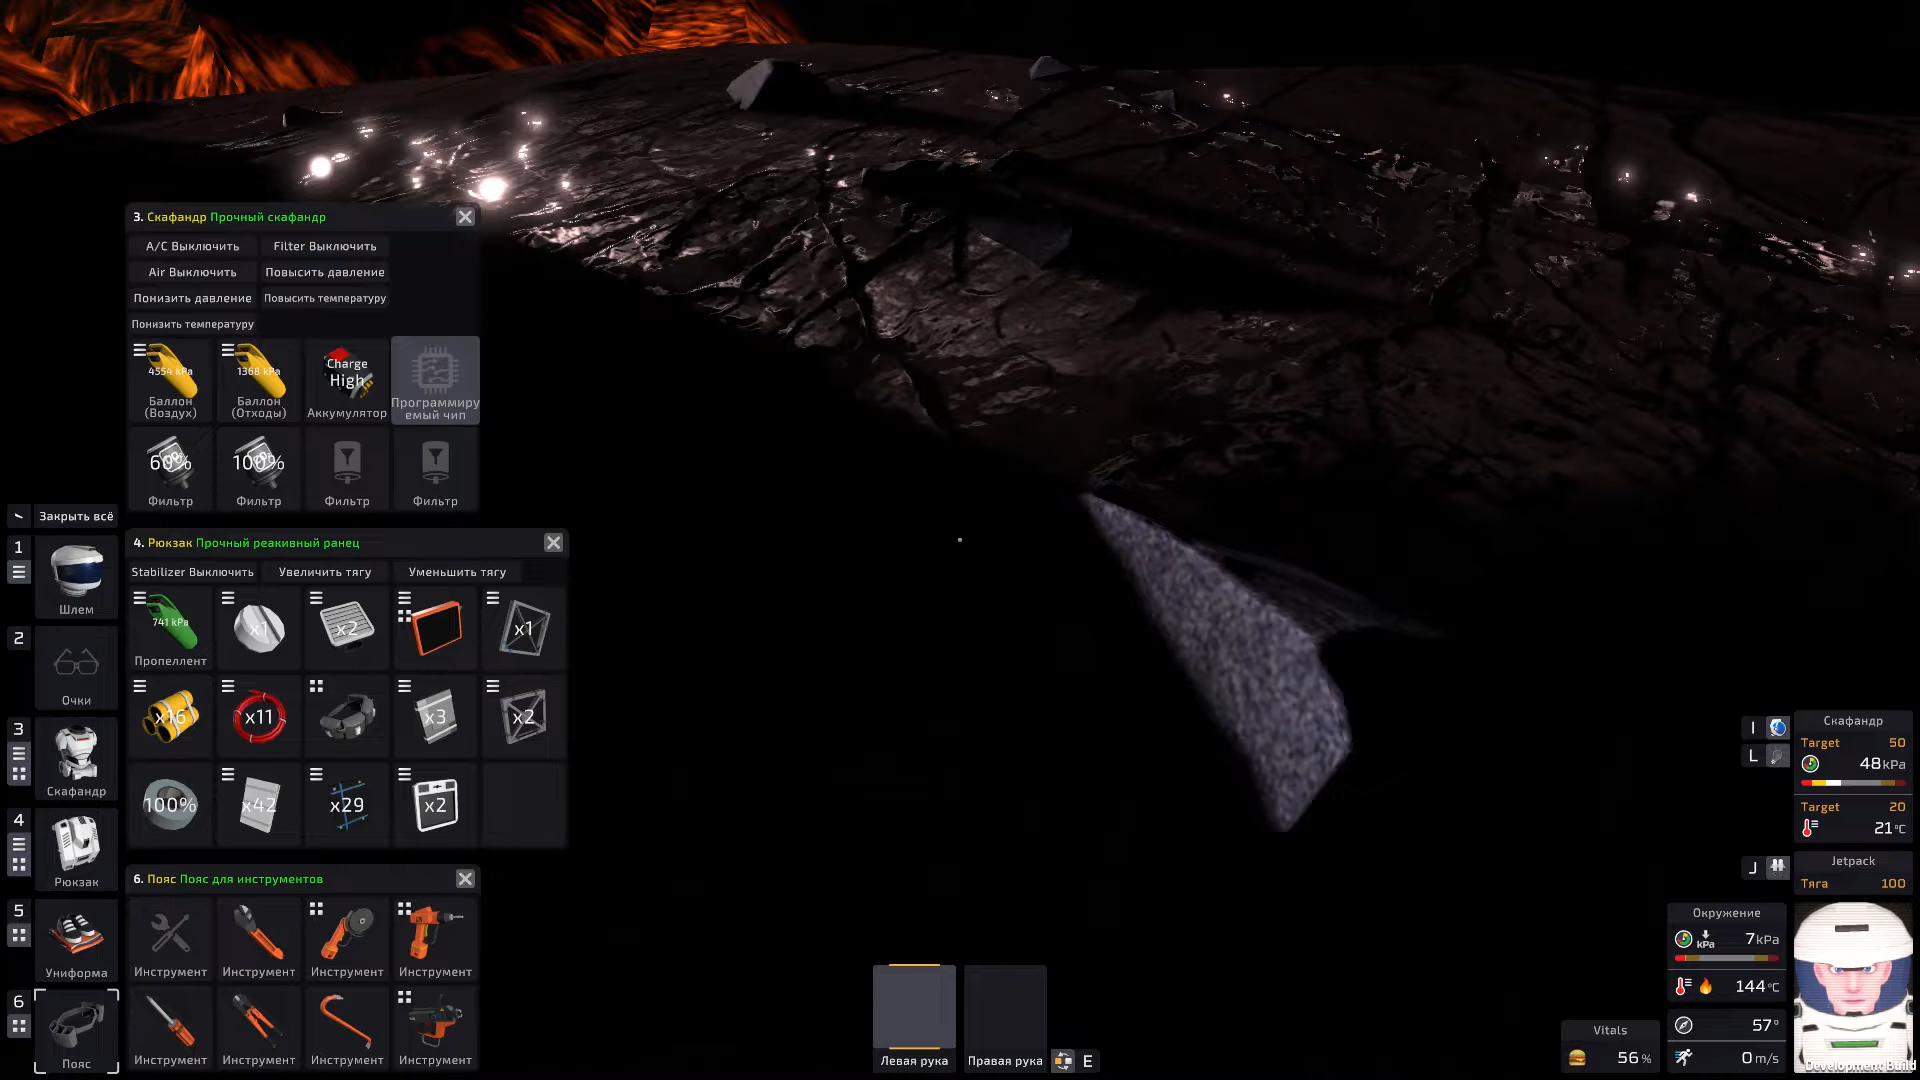 3. Скафандр Прочный скафандр
A/C Выключить
Filter Выключить
Air Выключить
Повысить давление
Понизить давление
Повысить температуру
Понизить температуру
4554 kPa
Баллон
(Воздух)
1368 kPa
Баллон
(Отходы)
Charge
High
Аккумулятор
Программиру
емый чип
60%
Фильтр
100%
Фильтр
Фильтр
Фильтр
Закрыть всё
1
Шлем
2
Очки
3
Скафандр
4
Рюкзак
5
Униформа
6
Пояс
4. Рюкзак Прочный реактивный ранец
Stabilizer Выключить
Увеличить тягу
Уменьшить тягу
741 kPa
Пропеллент
x1
x2
x1
x16
x11
x3
x2
100%
x42
x29
x2
6. Пояс Пояс для инструментов
Инструмент
Инструмент
Инструмент
Инструмент
Инструмент
Инструмент
Инструмент
Инструмент
Левая рука
Правая рука
E
I
L
Скафандр
Target 50
48kPa
Target 20
21°C
J
Jetpack
Тяга 100
Окружение
kPa
7kPa
144°C
57°
0m/s
Vitals
56%
Development Build